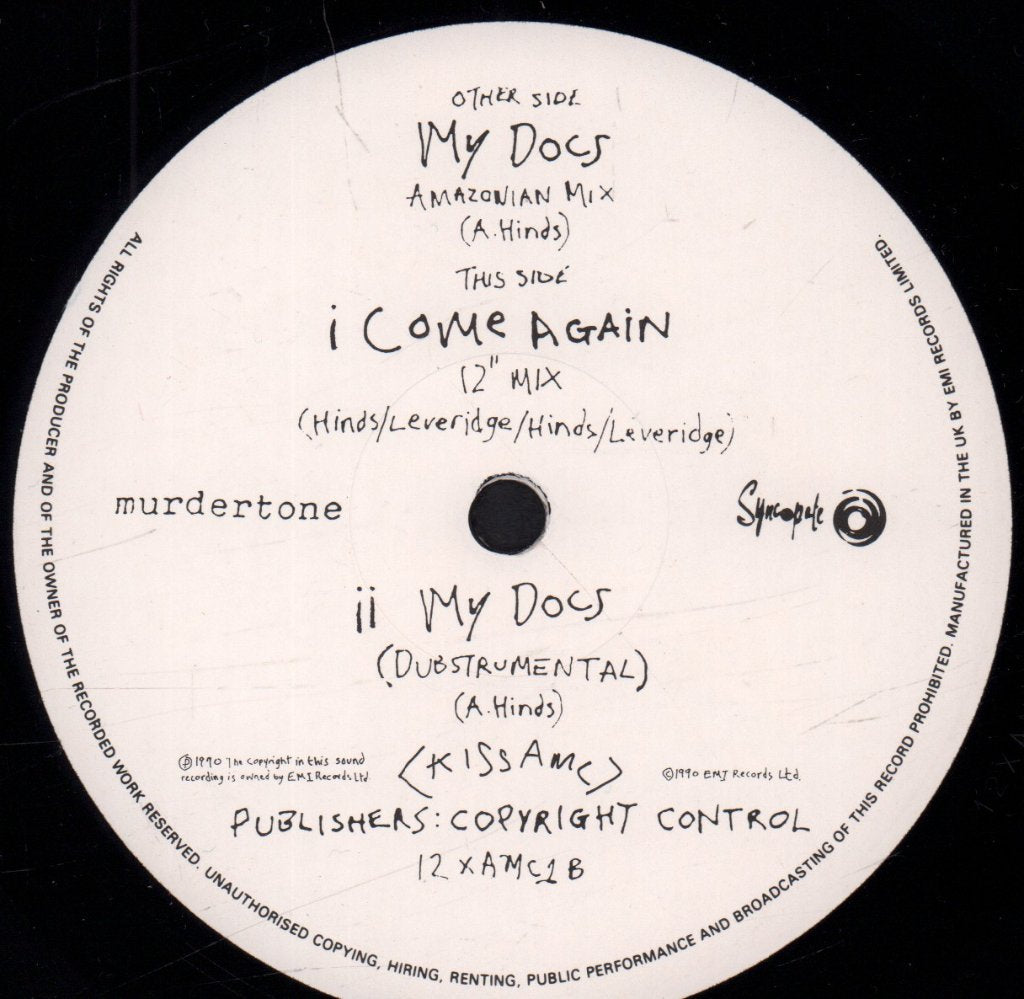 OTHER SIDE
My Docs
AMAZONIAN MIX
(A.Hinds)
THIS SIDE
i COMe AGAIN
12" MIX
(Hinds/Leveridge/Hinds/Leveridge)
murdertone
Syncopate
ii My Docs
(DUBSTRUMENTAL)
(A.Hinds)
℗1990 The copyright in this sound
recording is owned by EMI Records Ltd.
(KISSAMC)
©1990 EMI Records Ltd.
PUBLISHERS: COPYRIGHT CONTROL
12XAMC1B
ALL RIGHTS OF THE PRODUCER AND OF THE OWNER OF THE RECORDED WORK RESERVED. UNAUTHORISED COPYING, HIRING, RENTING, PUBLIC PERFORMANCE AND BROADCASTING OF THIS RECORD PROHIBITED. MANUFACTURED IN THE UK BY EMI RECORDS LIMITED.